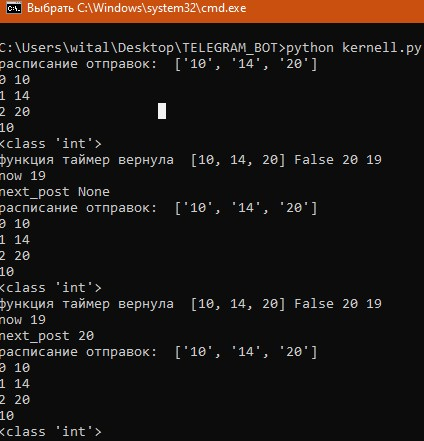 Выбрать C:\Windows\system32\cmd.exe
C:\Users\wital\Desktop\TELEGRAM_BOT>python kernell.py
расписание отправок:  ['10', '14', '20']
0 10
1 14
2 20
10
<class 'int'>
функция таймер вернула  [10, 14, 20] False 20 19
now 19
next_post None
расписание отправок:  ['10', '14', '20']
0 10
1 14
2 20
10
<class 'int'>
функция таймер вернула  [10, 14, 20] False 20 19
now 19
next_post 20
расписание отправок:  ['10', '14', '20']
0 10
1 14
2 20
10
<class 'int'>